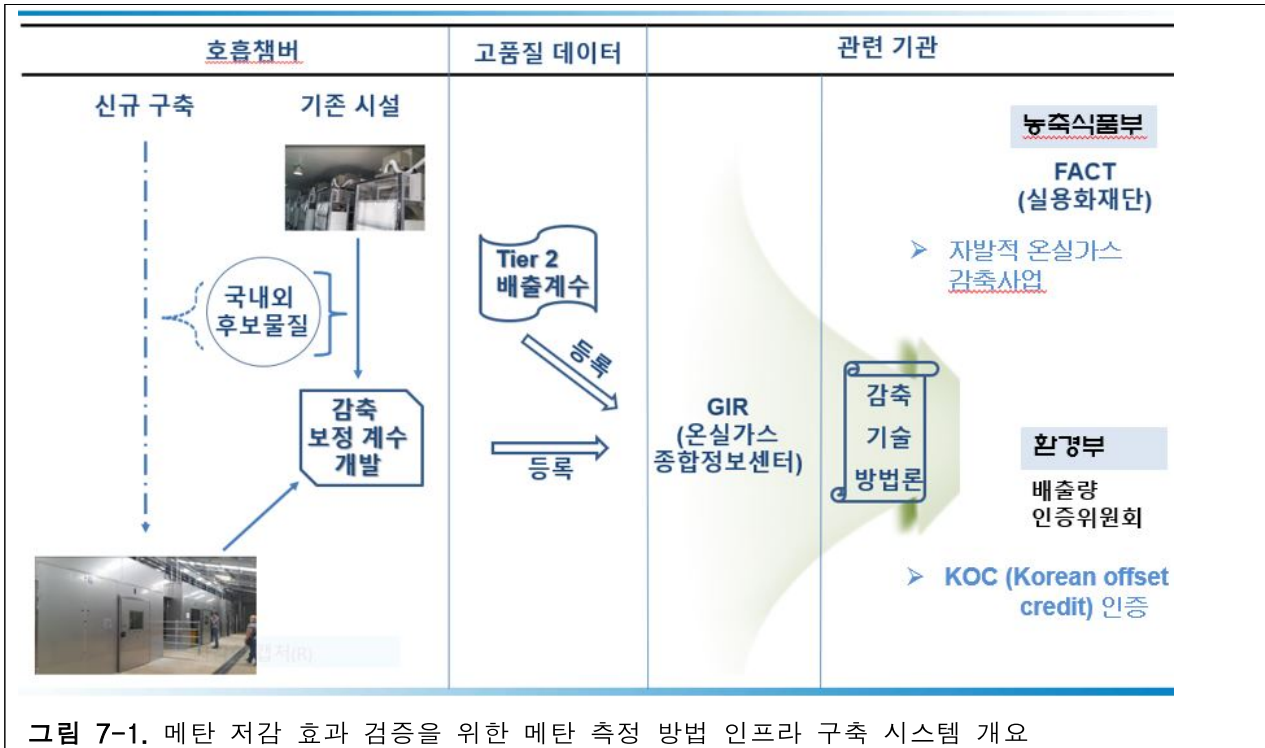 호흡챔버
고품질 데이터
관련 기관
신규 구축
기존 시설
국내외
후보물질
감축
보정 계수
개발
Tier 2
배출계수
등록
등록
GIR
(온실가스
종합정보센터)
감축
기술
방법론
농축식품부
FACT
(실용화재단)
➢ 자발적 온실가스
감축사업
환경부
배출량
인증위원회
➢ KOC (Korean offset
credit) 인증
그림 7-1. 메탄 저감 효과 검증을 위한 메탄 측정 방법 인프라 구축 시스템 개요